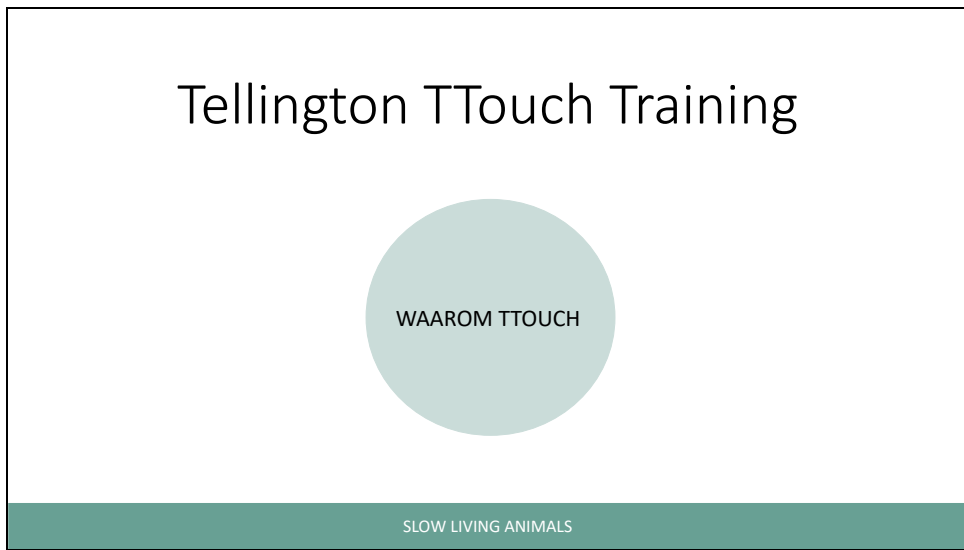 Tellington TTouch Training
WAAROM TTOUCH
SLOW LIVING ANIMALS